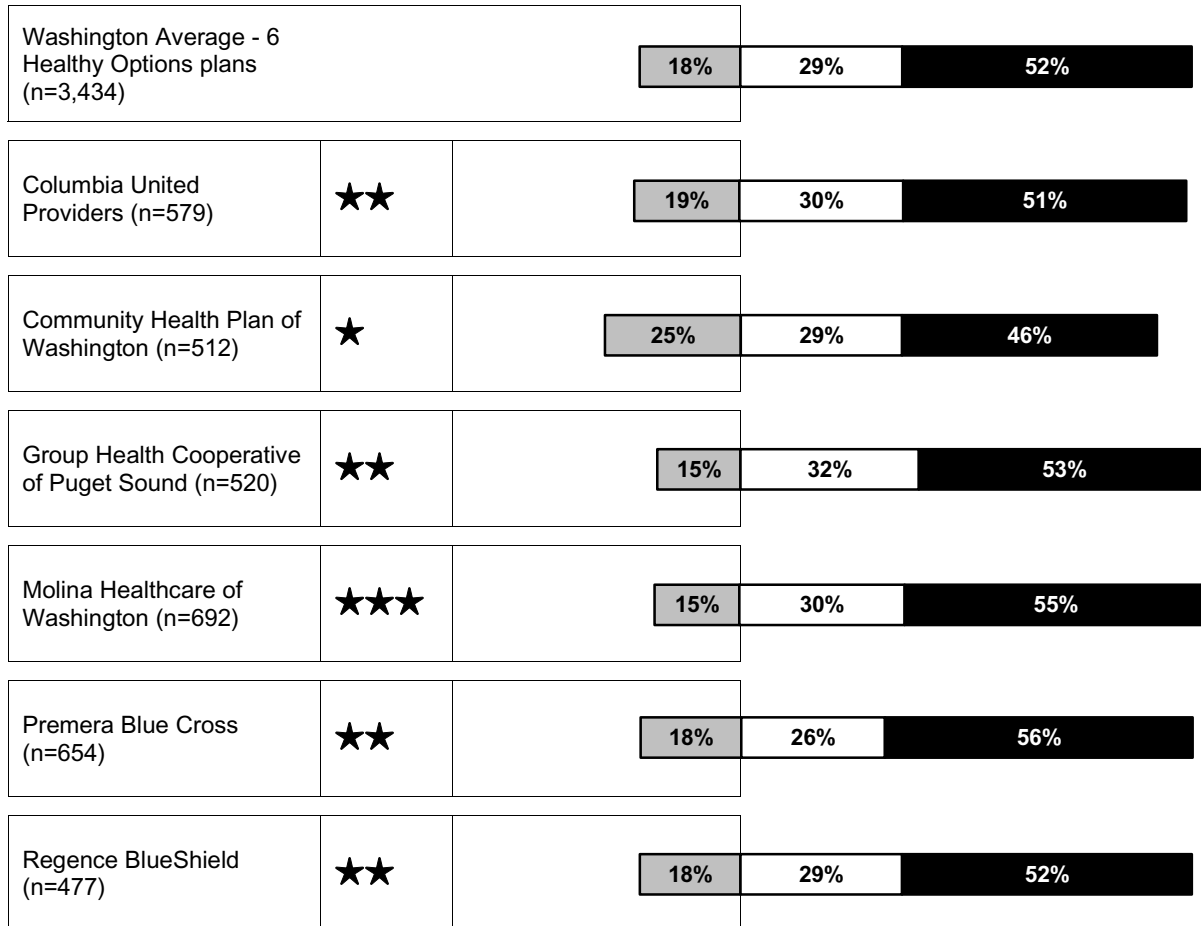 Washington Average - 6
Healthy Options plans
(n=3,434)
18% 29% 52%
Columbia United
Providers (n=579)
★★
19% 30% 51%
Community Health Plan of
Washington (n=512)
★
25% 29% 46%
Group Health Cooperative
of Puget Sound (n=520)
★★
15% 32% 53%
Molina Healthcare of
Washington (n=692)
★★★
15% 30% 55%
Premera Blue Cross
(n=654)
★★
18% 26% 56%
Regence BlueShield
(n=477)
★★
18% 29% 52%